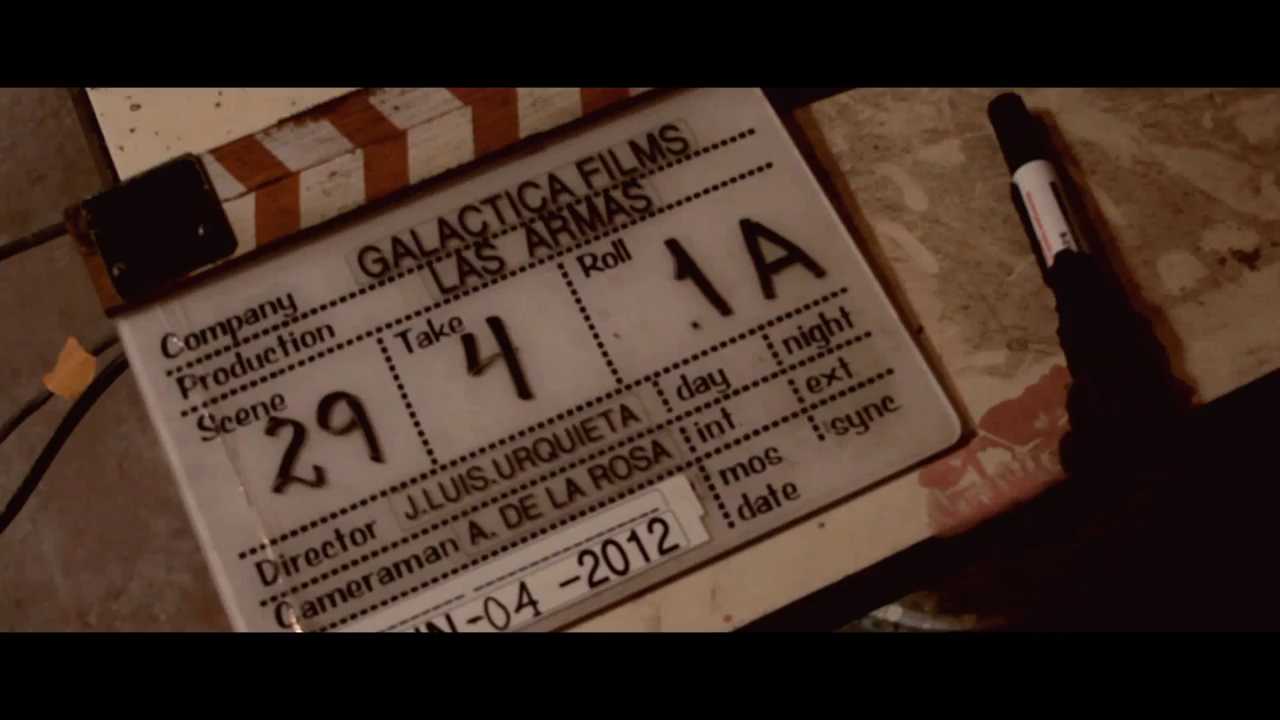 GALACTICA FILMS
LAS ARMAS
Company
Production
Scene 29
Take 4
Roll 1A
Director J.LUIS.URQUIETA
Cameraman A. DE LA ROSA
day night
int ext
mos sync
date
-04 -2012